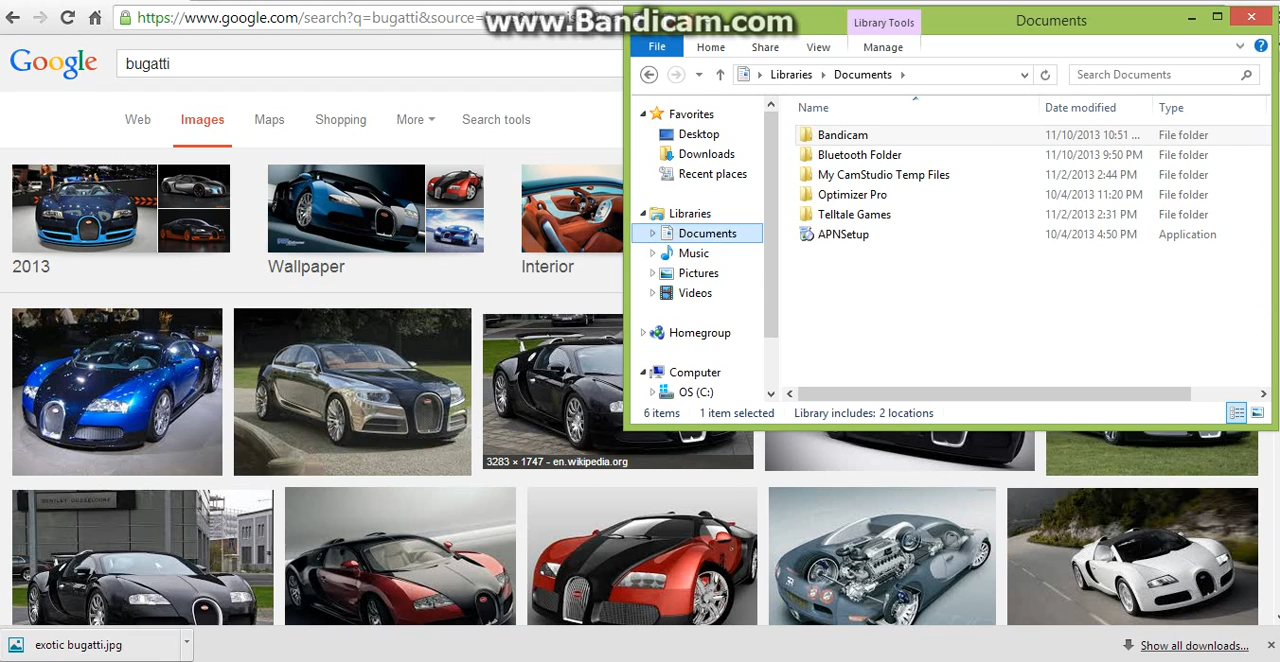 https://www.google.com/search?q=bugatti&source=
www.Bandicam.com
Library Tools
Documents
Google
bugatti
File
Home
Share
View
Manage
Libraries
Documents
Search Documents
Web
Images
Maps
Shopping
More
Search tools
Favorites
Desktop
Downloads
Recent places
Libraries
Documents
Music
Pictures
Videos
Homegroup
Computer
OS (C:)
Name Date modified Type
Bandicam 11/10/2013 10:51 ... File folder
Bluetooth Folder 11/10/2013 9:50 PM File folder
My CamStudio Temp Files 11/2/2013 2:44 PM File folder
Optimizer Pro 10/4/2013 11:20 PM File folder
Telltale Games 11/2/2013 2:31 PM File folder
APNSetup 10/4/2013 4:50 PM Application
6 items 1 item selected Library includes: 2 locations
2013
Wallpaper
Interior
3283 × 1747 - en.wikipedia.org
exotic bugatti.jpg
Show all downloads...